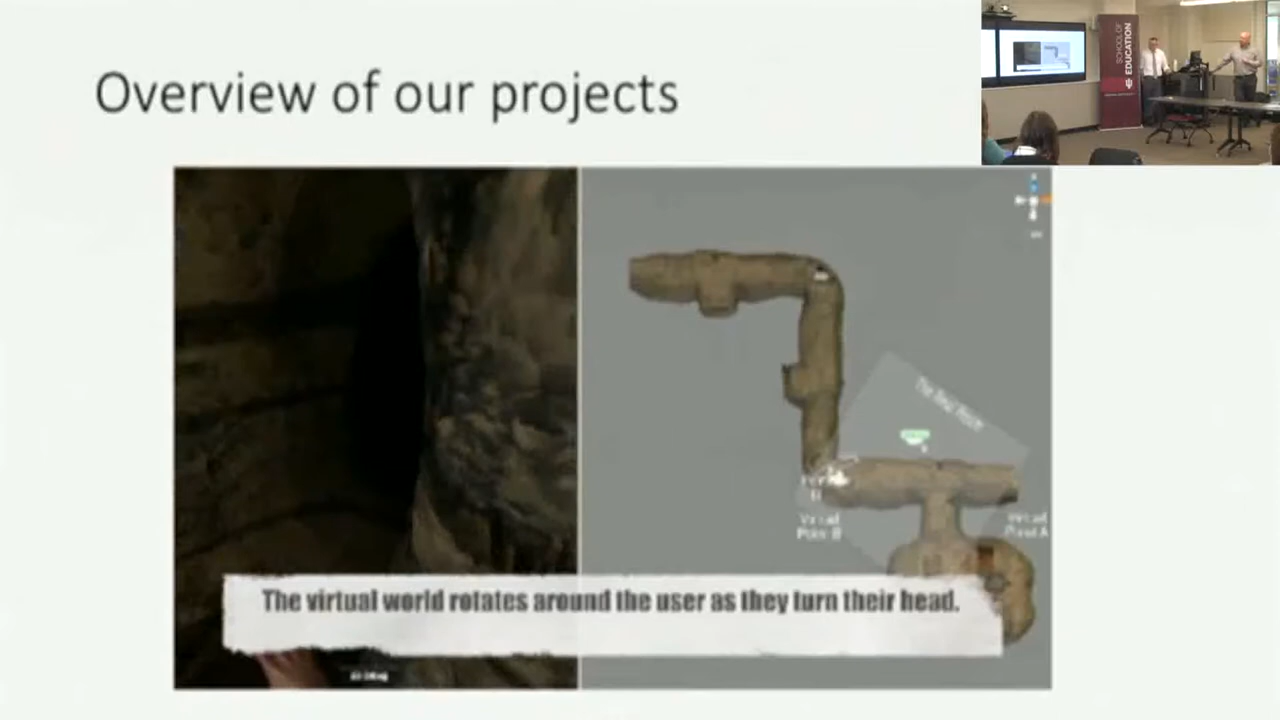 Overview of our projects
SCHOOL OF
EDUCATION
The virtual world rotates around the user as they turn their head.